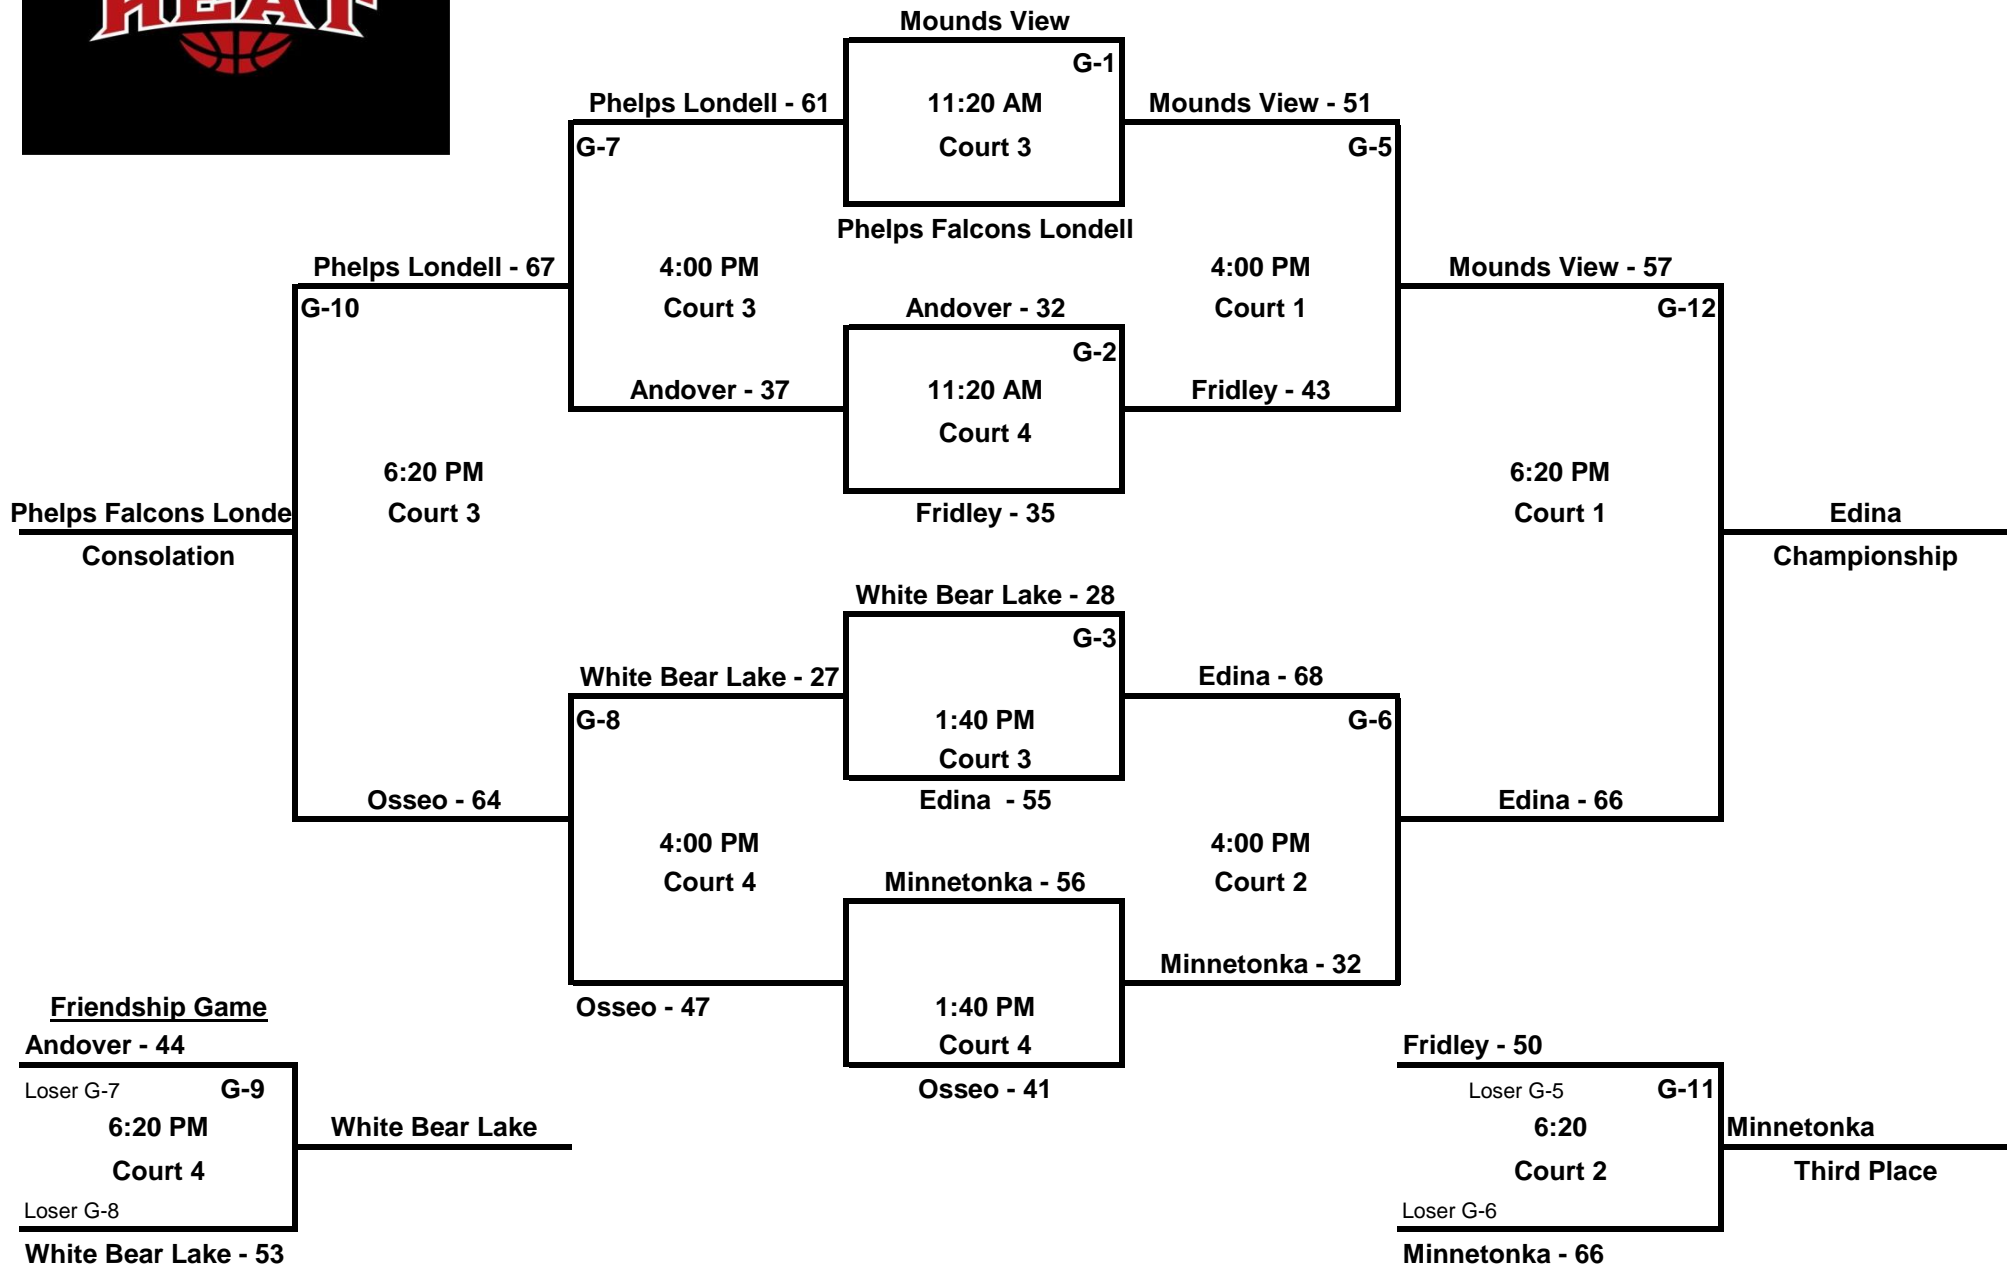 HEAT
Mounds View
G-1
Phelps Londell - 61
11:20 AM
Mounds View - 51
G-7
Court 3
G-5
Phelps Falcons Londell
Phelps Londell - 67
4:00 PM
4:00 PM
Mounds View - 57
G-10
Court 3
Andover - 32
Court 1
G-12
G-2
Andover - 37
11:20 AM
Fridley - 43
Court 4
6:20 PM
6:20 PM
Phelps Falcons Londe
Court 3
Fridley - 35
Court 1
Edina
Consolation
Championship
White Bear Lake - 28
G-3
White Bear Lake - 27
Edina - 68
G-8
1:40 PM
G-6
Court 3
Osseo - 64
Edina - 55
Edina - 66
4:00 PM
4:00 PM
Court 4
Minnetonka - 56
Court 2
Minnetonka - 32
Friendship Game
Osseo - 47
1:40 PM
Andover - 44
Court 4
Fridley - 50
Loser G-7
G-9
Osseo - 41
Loser G-5
G-11
6:20 PM
White Bear Lake
6:20
Minnetonka
Court 4
Court 2
Third Place
Loser G-8
Loser G-6
White Bear Lake - 53
Minnetonka - 66